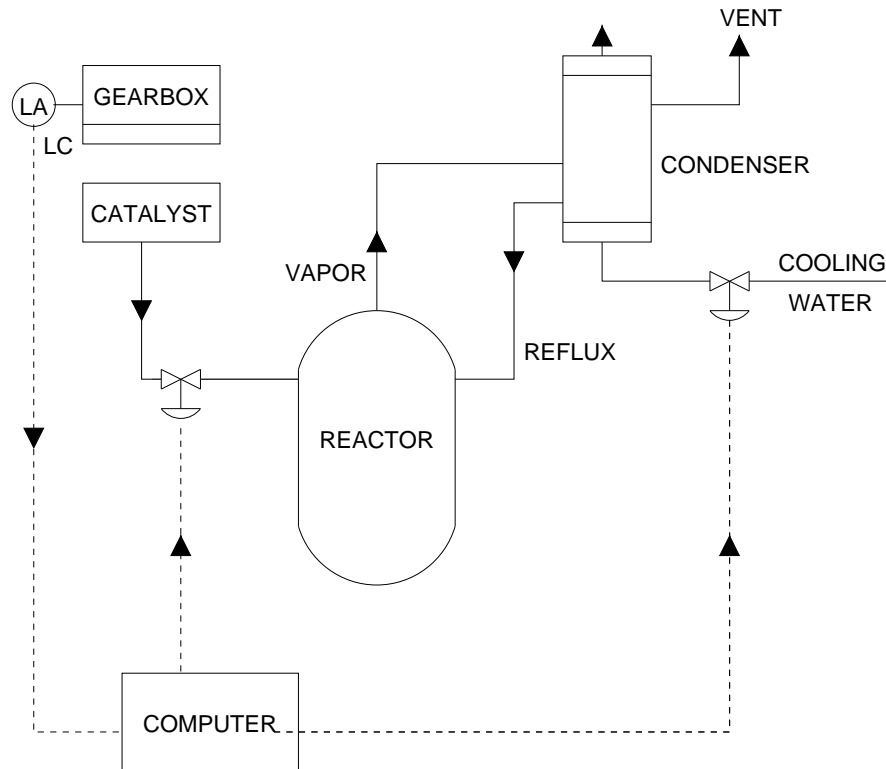 VENT
LA
GEARBOX
LC
CONDENSER
CATALYST
VAPOR
COOLING
WATER
REFLUX
REACTOR
COMPUTER